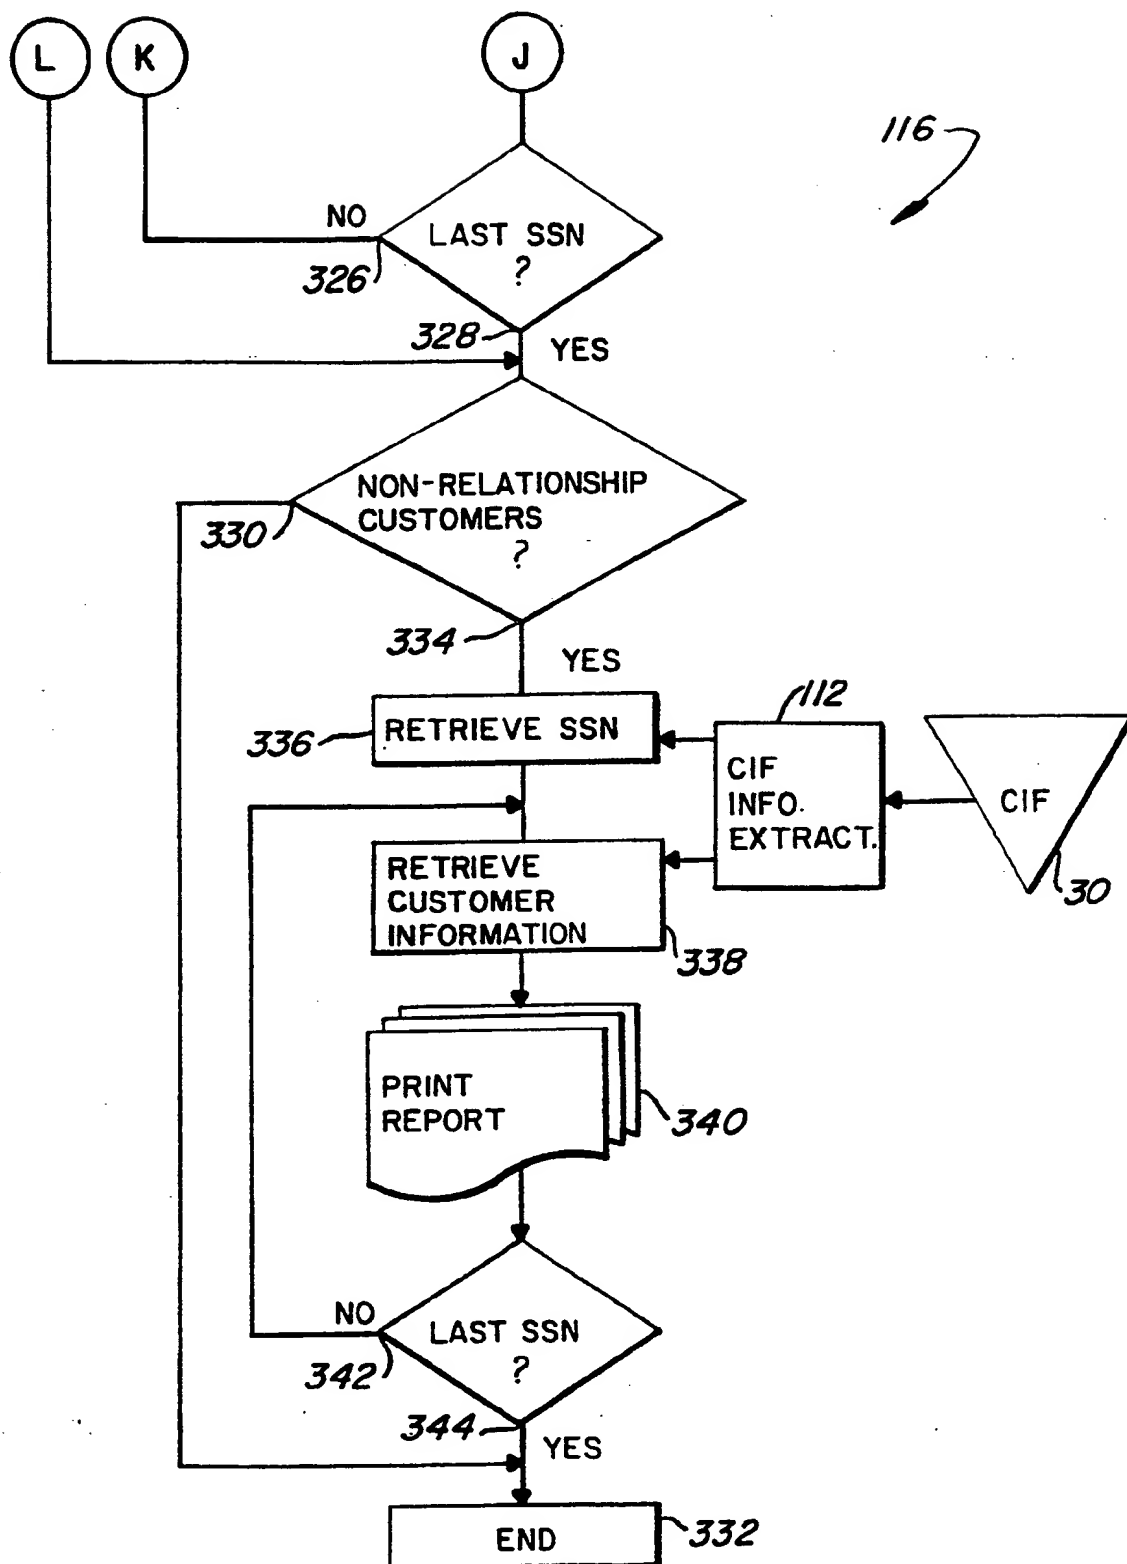 L
K
J
116
NO
LAST SSN
?
326
328
YES
NON-RELATIONSHIP
CUSTOMERS
?
330
334
YES
112
RETRIEVE SSN
336
CIF
INFO.
EXTRACT.
CIF
30
RETRIEVE
CUSTOMER
INFORMATION
338
PRINT
REPORT
340
NO
LAST SSN
?
342
344
YES
END
332